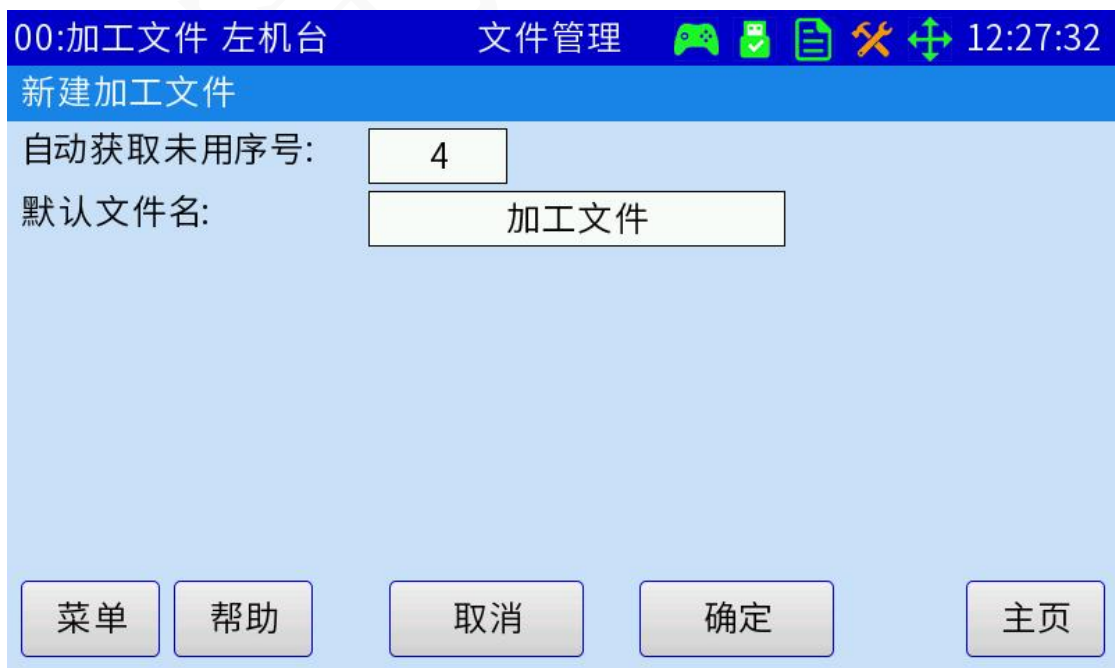 00:加工文件 左机台 文件管理 12:27:32
新建加工文件
自动获取未用序号: 4
默认文件名: 加工文件
菜单 帮助 取消 确定 主页